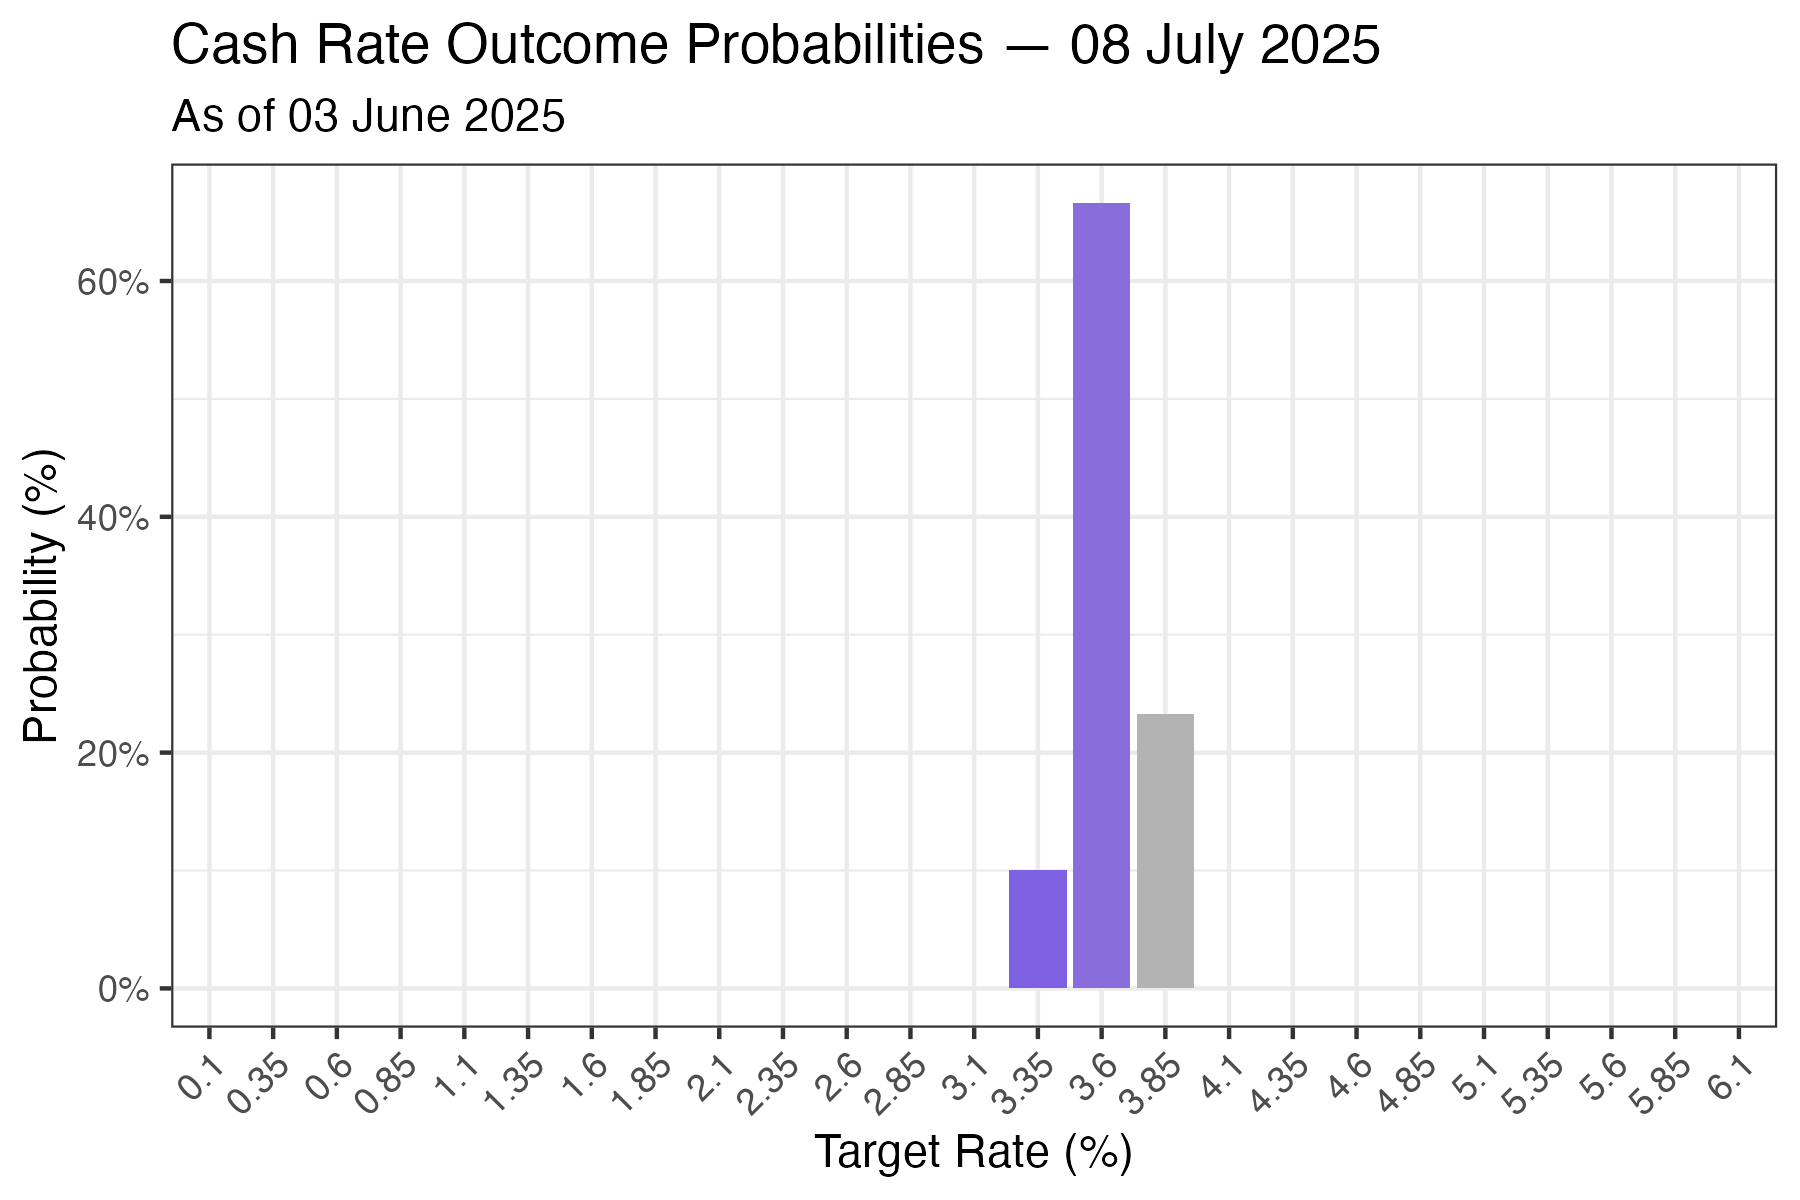 Cash Rate Outcome Probabilities — 08 July 2025
As of 03 June 2025
Probability (%)
60%
40%
20%
0%
0.1 0.35 0.6 0.85 1.1 1.35 1.6 1.85 2.1 2.35 2.6 2.85 3.1 3.35 3.6 3.85 4.1 4.35 4.6 4.85 5.1 5.35 5.6 5.85 6.1
Target Rate (%)